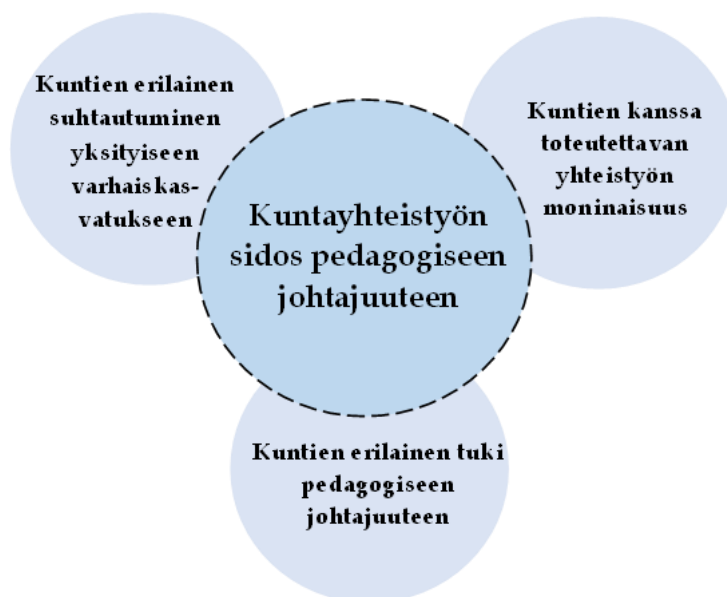 Kuntien erilainen
suhtautuminen
yksityiseen
varhaiskas-
vatukseen
Kuntien kanssa
toteutettavan
yhteistyön
moninaisuus
Kuntayhteistyön
sidos pedagogiseen
johtajuuteen
Kuntien erilainen tuki
pedagogiseen
johtajuuteen